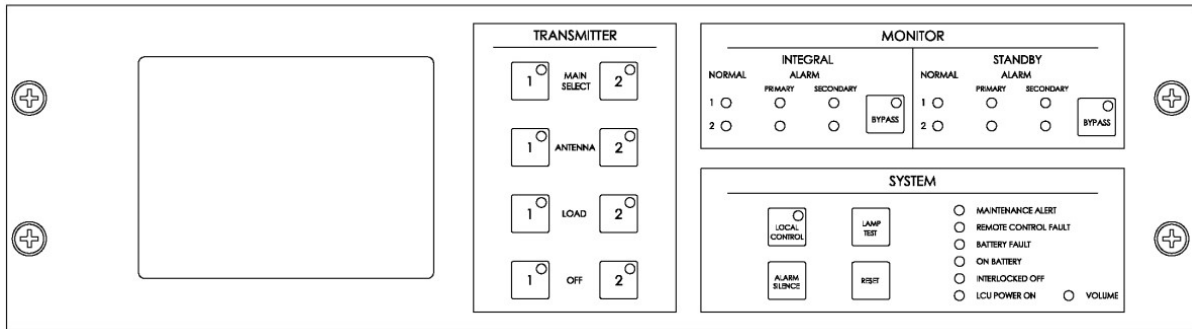 TRANSMITTER
1 MAIN SELECT 2
1 ANTENNA 2
1 LOAD 2
1 OFF 2
MONITOR
INTEGRAL
NORMAL ALARM
PRIMARY SECONDARY
1
2
BYPASS
STANDBY
NORMAL ALARM
PRIMARY SECONDARY
1
2
BYPASS
SYSTEM
LOCAL
CONTROL
LAMP
TEST
ALARM
SILENCE
RESET
MAINTENANCE ALERT
REMOTE CONTROL FAULT
BATTERY FAULT
ON BATTERY
INTERLOCKED OFF
LCU POWER ON
VOLUME